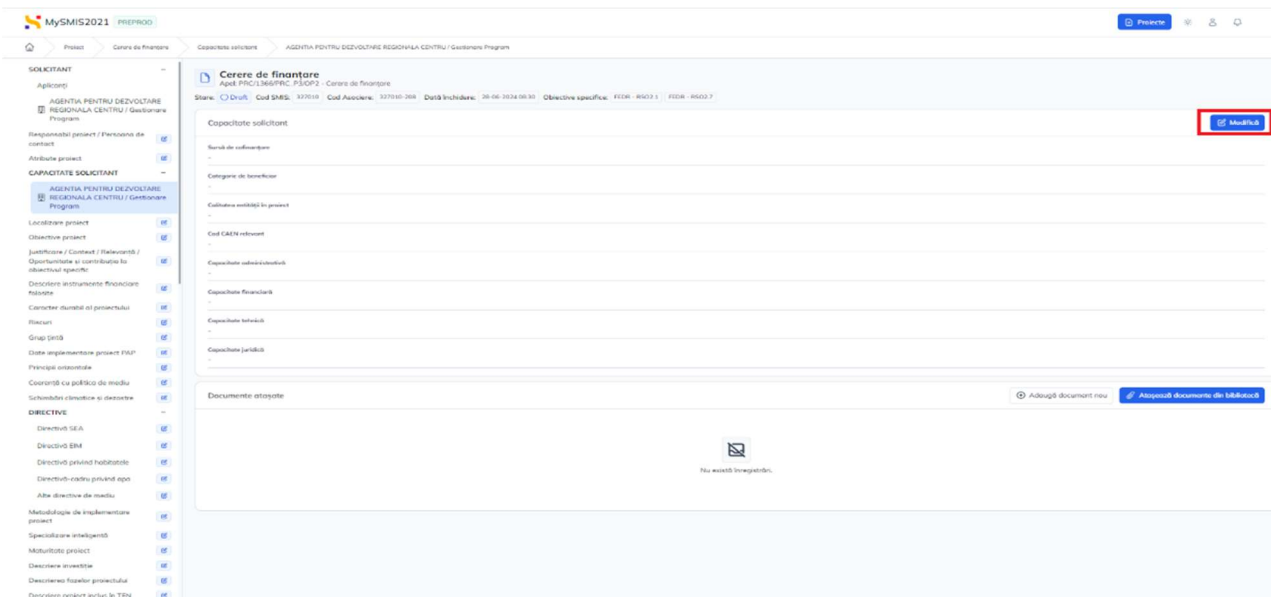 MySMIS2021 PREPROD
Proiecte
Proiect Cerere de finanțare Capacitate solicitant AGENTIA PENTRU DEZVOLTARE REGIONALA CENTRU / Gestionare Program
SOLICITANT
Aplicanți
AGENTIA PENTRU DEZVOLTARE
REGIONALA CENTRU / Gestionare
Program
Responsabil proiect / Persoana de
contact
Atribute proiect
CAPACITATE SOLICITANT
AGENTIA PENTRU DEZVOLTARE
REGIONALA CENTRU / Gestionare
Program
Localizare proiect
Obiective proiect
Justificare / Context / Relevanță /
Oportunitate și contribuția la
obiectivul specific
Descriere instrumente financiare
folosite
Caracter durabil al proiectului
Riscuri
Grup țintă
Date implementare proiect PAP
Principii orizontale
Coerență cu politica de mediu
Schimbări climatice și dezastre
DIRECTIVE
Directivă SEA
Directivă EIM
Directivă privind habitatele
Directivă-cadru privind apa
Alte directive de mediu
Metodologie de implementare
proiect
Specializare inteligentă
Maturitate proiect
Descriere investiție
Descrierea fazelor proiectului
Descriere proiect inclus în TEN
Cerere de finanțare
Apel: PRC/1366/PRC_P3/OP2 - Cerere de finanțare
Stare: Draft Cod SMIS: 327010 Cod Asociere: Dată închidere: 28-06-2024 08:30 Obiective specifice: FEDR - RSO2.1 FEDR - RSO2.7
Capacitate solicitant
Modifică
Sursă de cofinanțare
-
Categorie de beneficiar
-
Calitatea entității în proiect
-
Cod CAEN relevant
-
Capacitate administrativă
-
Capacitate financiară
-
Capacitate tehnică
-
Capacitate juridică
-
Documente atașate
Adaugă document nou
Atașează documente din bibliotecă
Nu există înregistrări.